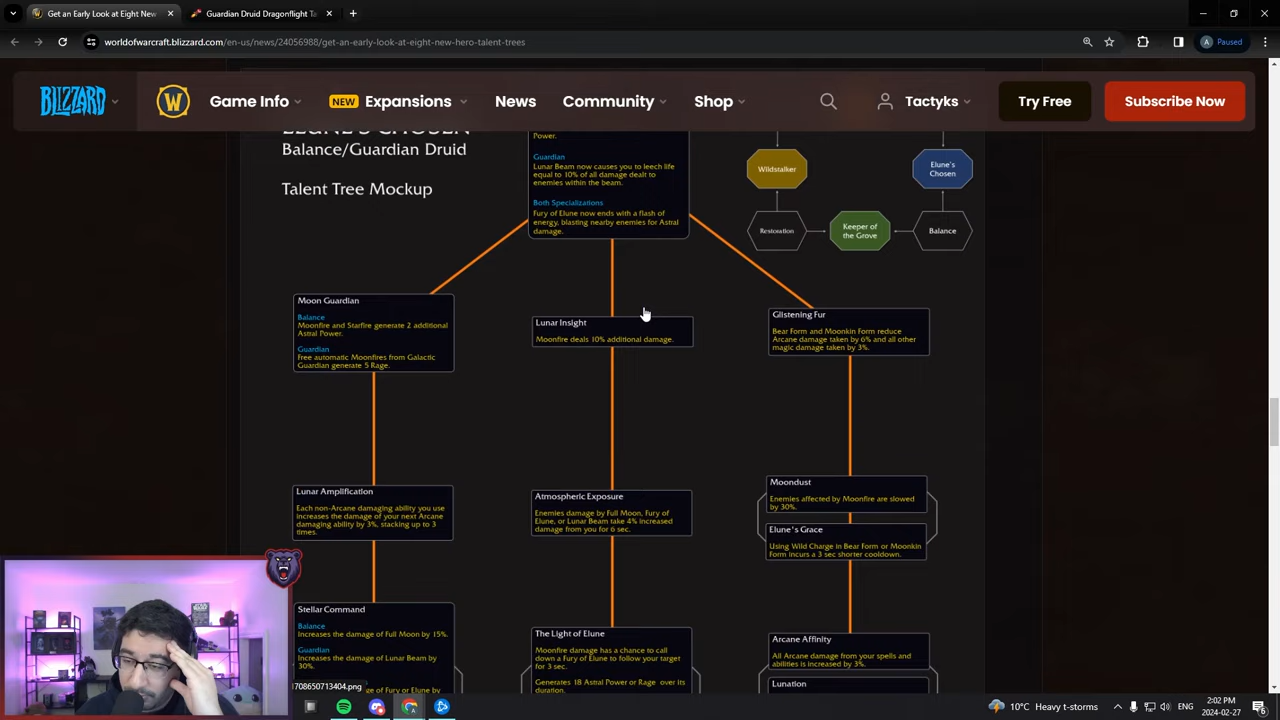 Get an Early Look at Eight New
Guardian Druid Dragonflight Ta
worldofwarcraft.blizzard.com/en-us/news/24056988/get-an-early-look-at-eight-new-hero-talent-trees
A
Paused
BLIZZARD
W
Game Info
NEW
Expansions
News
Community
Shop
Tactyks
Try Free
Subscribe Now
ELUNE'S CHOSEN
Balance/Guardian Druid
Talent Tree Mockup
Power.
Guardian
Lunar Beam now causes you to leech life
equal to 10% of all damage dealt to
enemies within the beam.
Both Specializations
Fury of Elune now ends with a flash of
energy, blasting nearby enemies for Astral
damage.
Wildstalker
Elune's
Chosen
Restoration
Keeper of
the Grove
Balance
Moon Guardian
Balance
Moonfire and Starfire generate 2 additional
Astral Power.
Guardian
Free automatic Moonfires from Galactic
Guardian generate 5 Rage.
Lunar Insight
Moonfire deals 10% additional damage.
Glistening Fur
Bear Form and Moonkin Form reduce
Arcane damage taken by 6% and all other
magic damage taken by 3%.
Lunar Amplification
Each non-Arcane damaging ability you use
increases the damage of your next Arcane
damaging ability by 3%, stacking up to 3
times.
Atmospheric Exposure
Enemies damage by Full Moon, Fury of
Elune, or Lunar Beam take 4% increased
damage from you for 6 sec.
Moondust
Enemies affected by Moonfire are slowed
by 30%.
Elune's Grace
Using Wild Charge in Bear Form or Moonkin
Form incurs a 3 sec shorter cooldown.
Stellar Command
Balance
Increases the damage of Full Moon by 15%.
Guardian
Increases the damage of Lunar Beam by
30%.
ge of Fury or Elune by
The Light of Elune
Moonfire damage has a chance to call
down a Fury of Elune to follow your target
for 3 sec.
Generates 18 Astral Power or Rage over its
duration.
Arcane Affinity
All Arcane damage from your spells and
abilities is increased by 3%.
Lunation
1708650713404.png
10°C Heavy t-storms
2:02 PM
2024-02-27